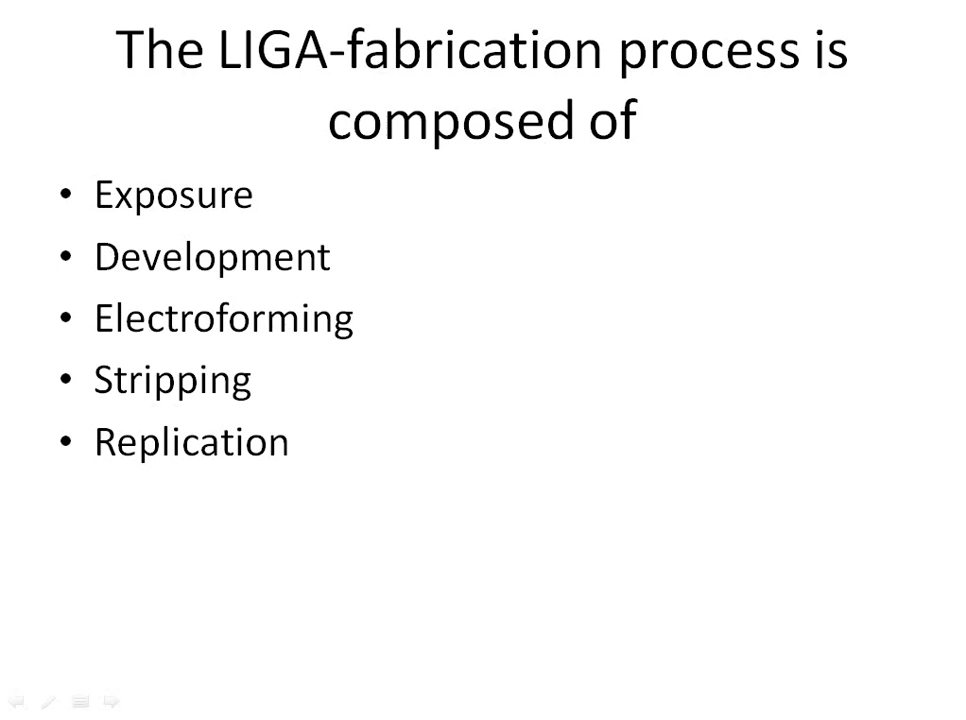 The LIGA-fabrication process is
composed of
• Exposure
• Development
• Electroforming
• Stripping
• Replication